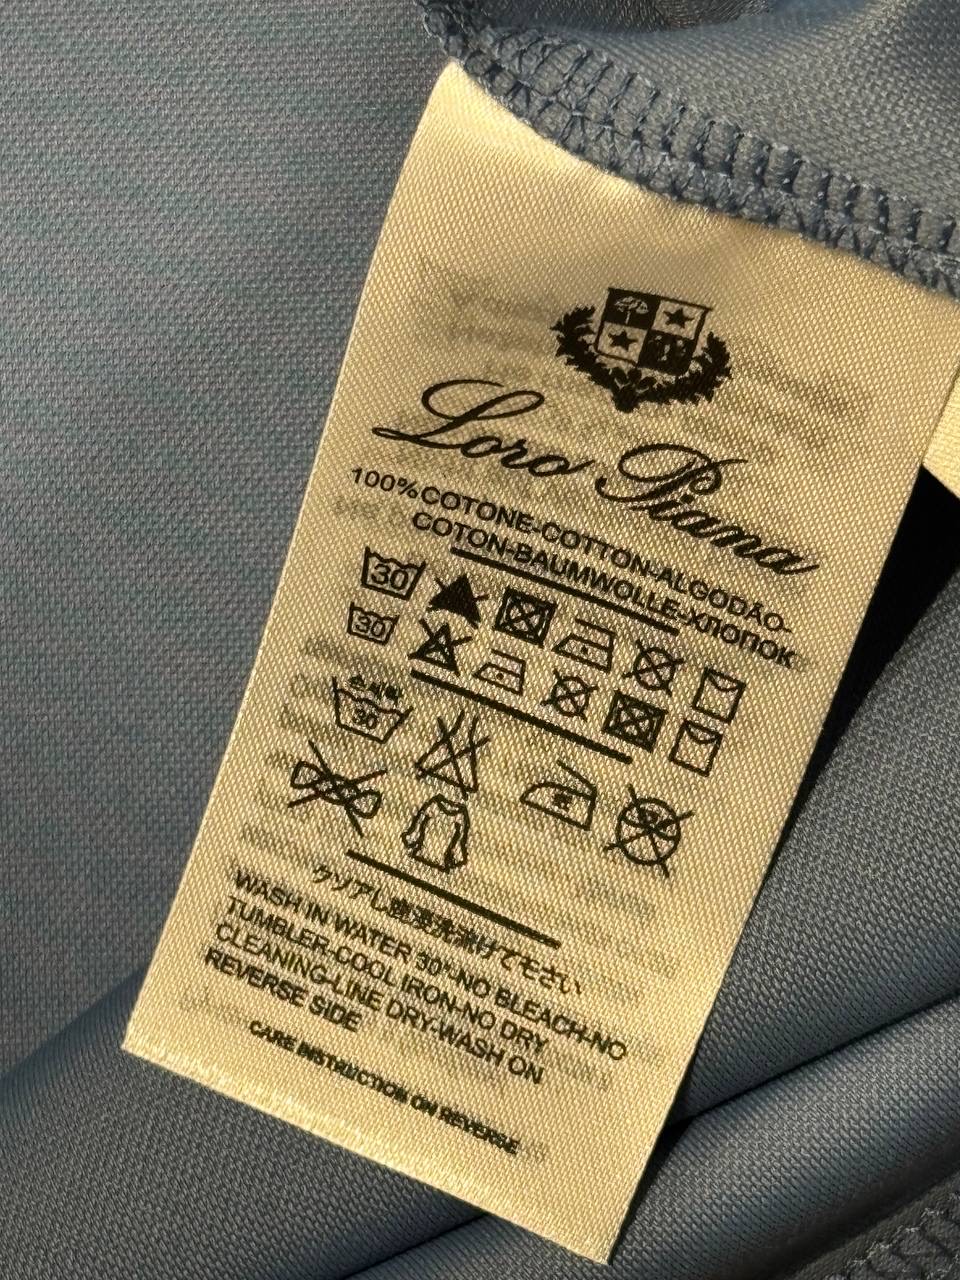 Loro Piana
100%COTONE-COTTON-ALGODÃO-
COTON-BAUMWOLLE-ХЛОПОК
30
30
30
WASH IN WATER 30°-NO BLEACH-NO
TUMBLER-COOL IRON-NO DRY
CLEANING-LINE DRY-WASH ON
REVERSE SIDE
CARE INSTRUCTION ON REVERSE